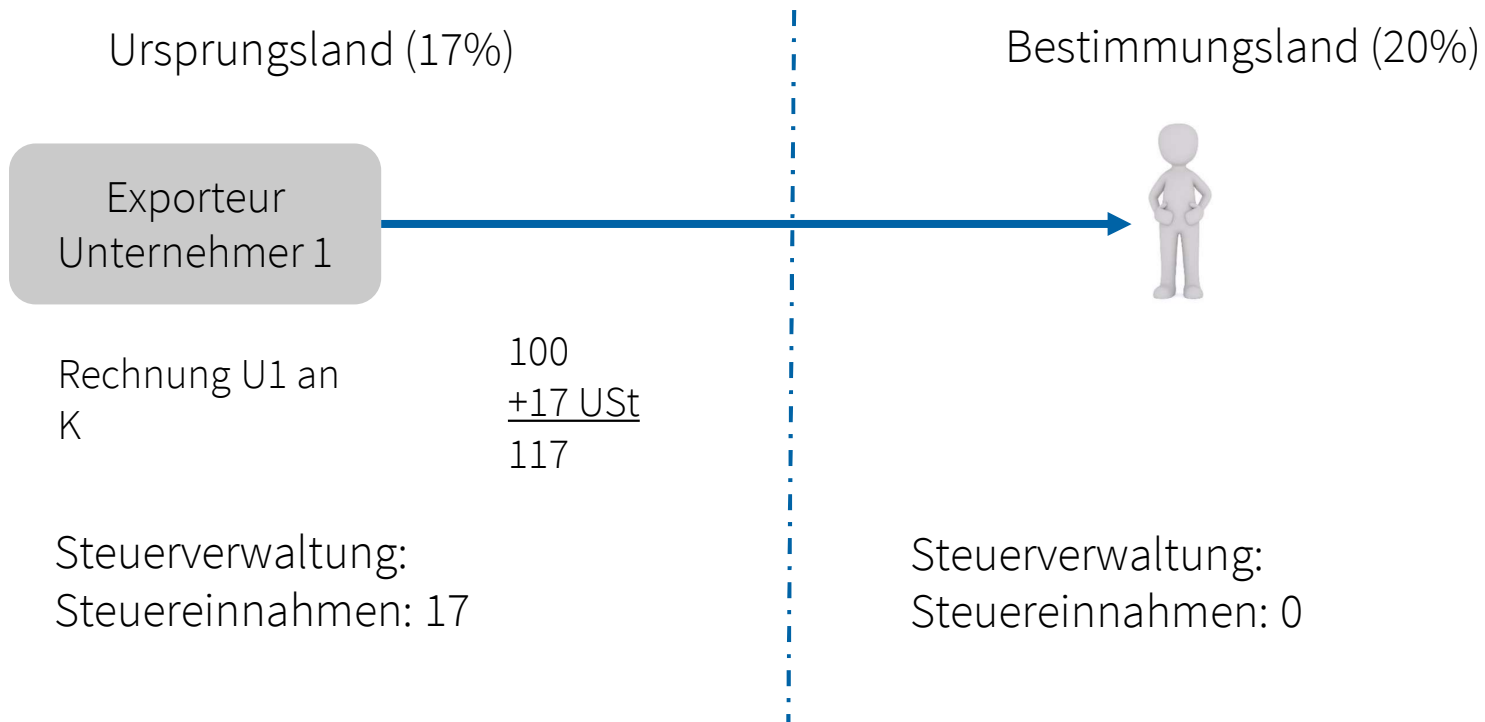 Ursprungsland (17%)
Bestimmungsland (20%)
Exporteur
Unternehmer 1
Rechnung U1 an
K
100
+17 USt
117
Steuerverwaltung:
Steuereinnahmen: 17
Steuerverwaltung:
Steuereinnahmen: 0